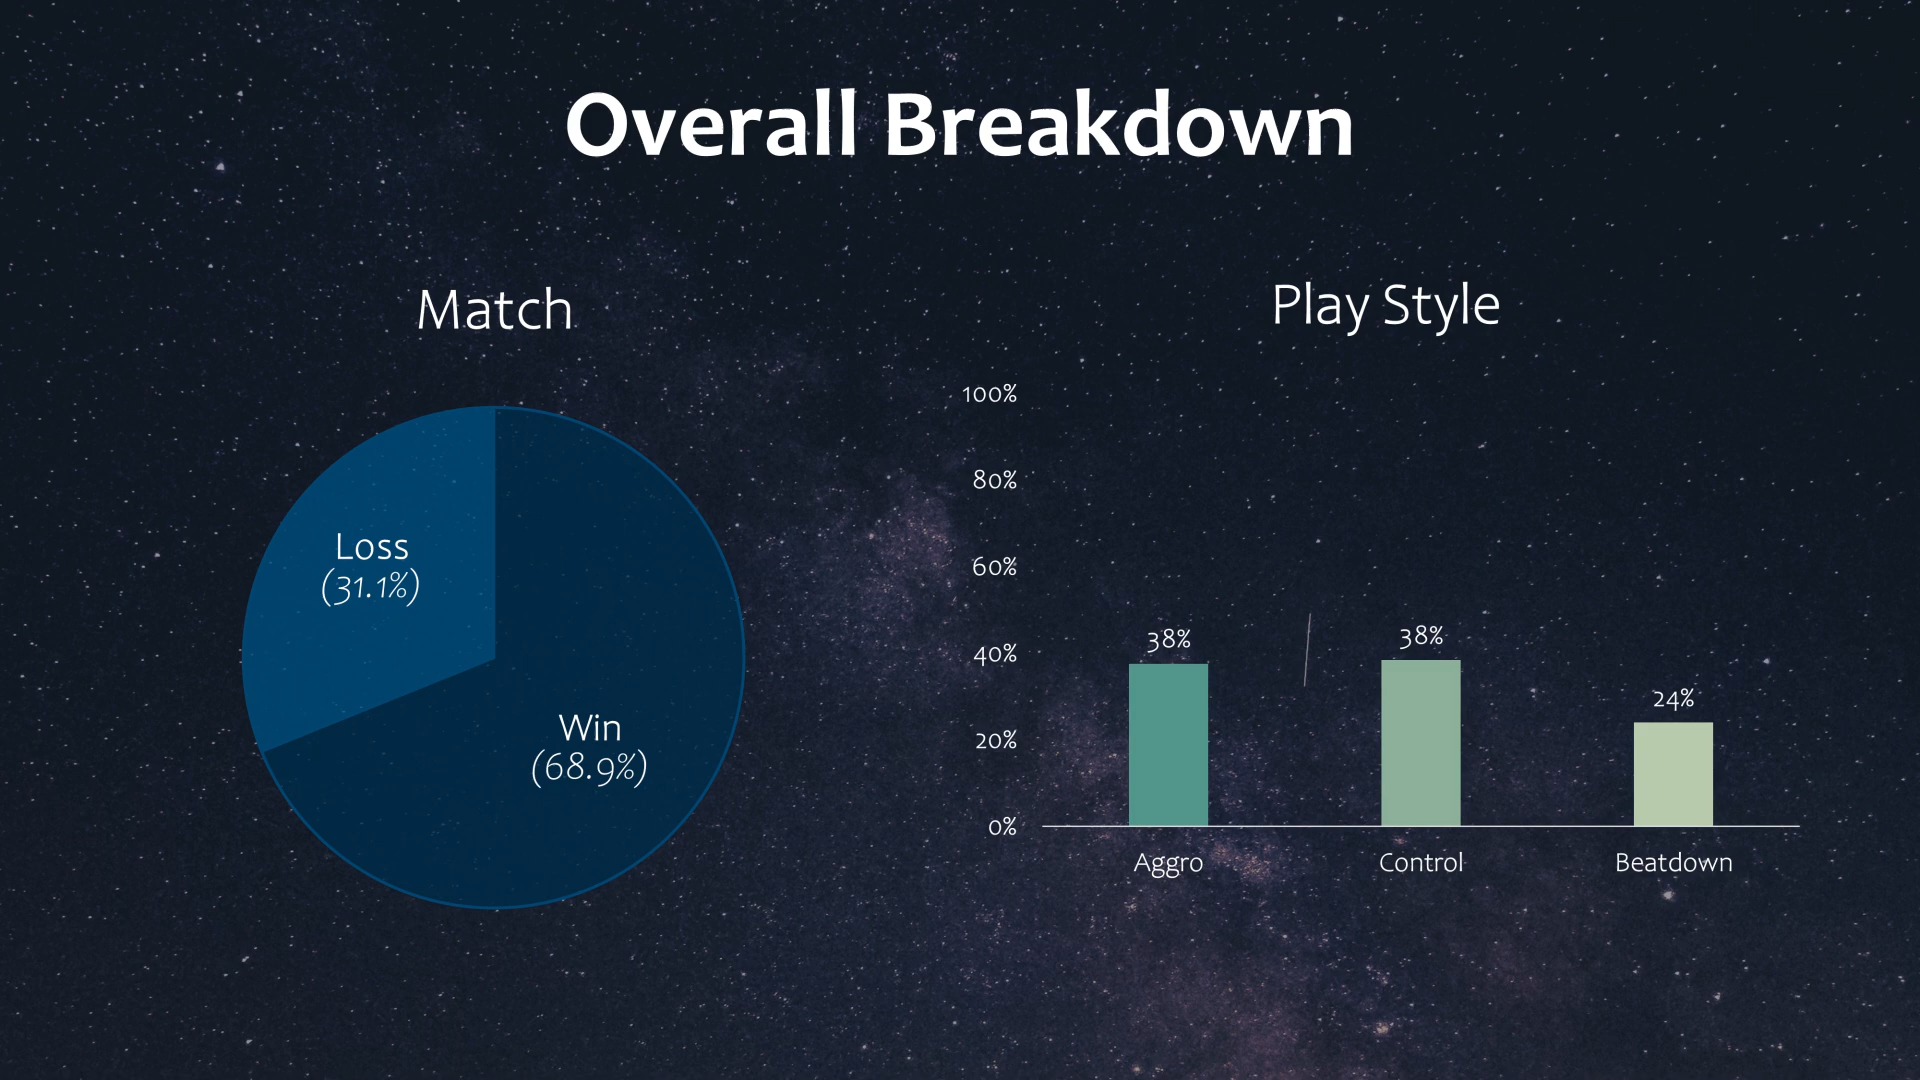 Overall Breakdown
Match
Loss
(31.1%)
Win
(68.9%)
Play Style
100%
80%
60%
40%
20%
0%
38%
38%
24%
Aggro
Control
Beatdown